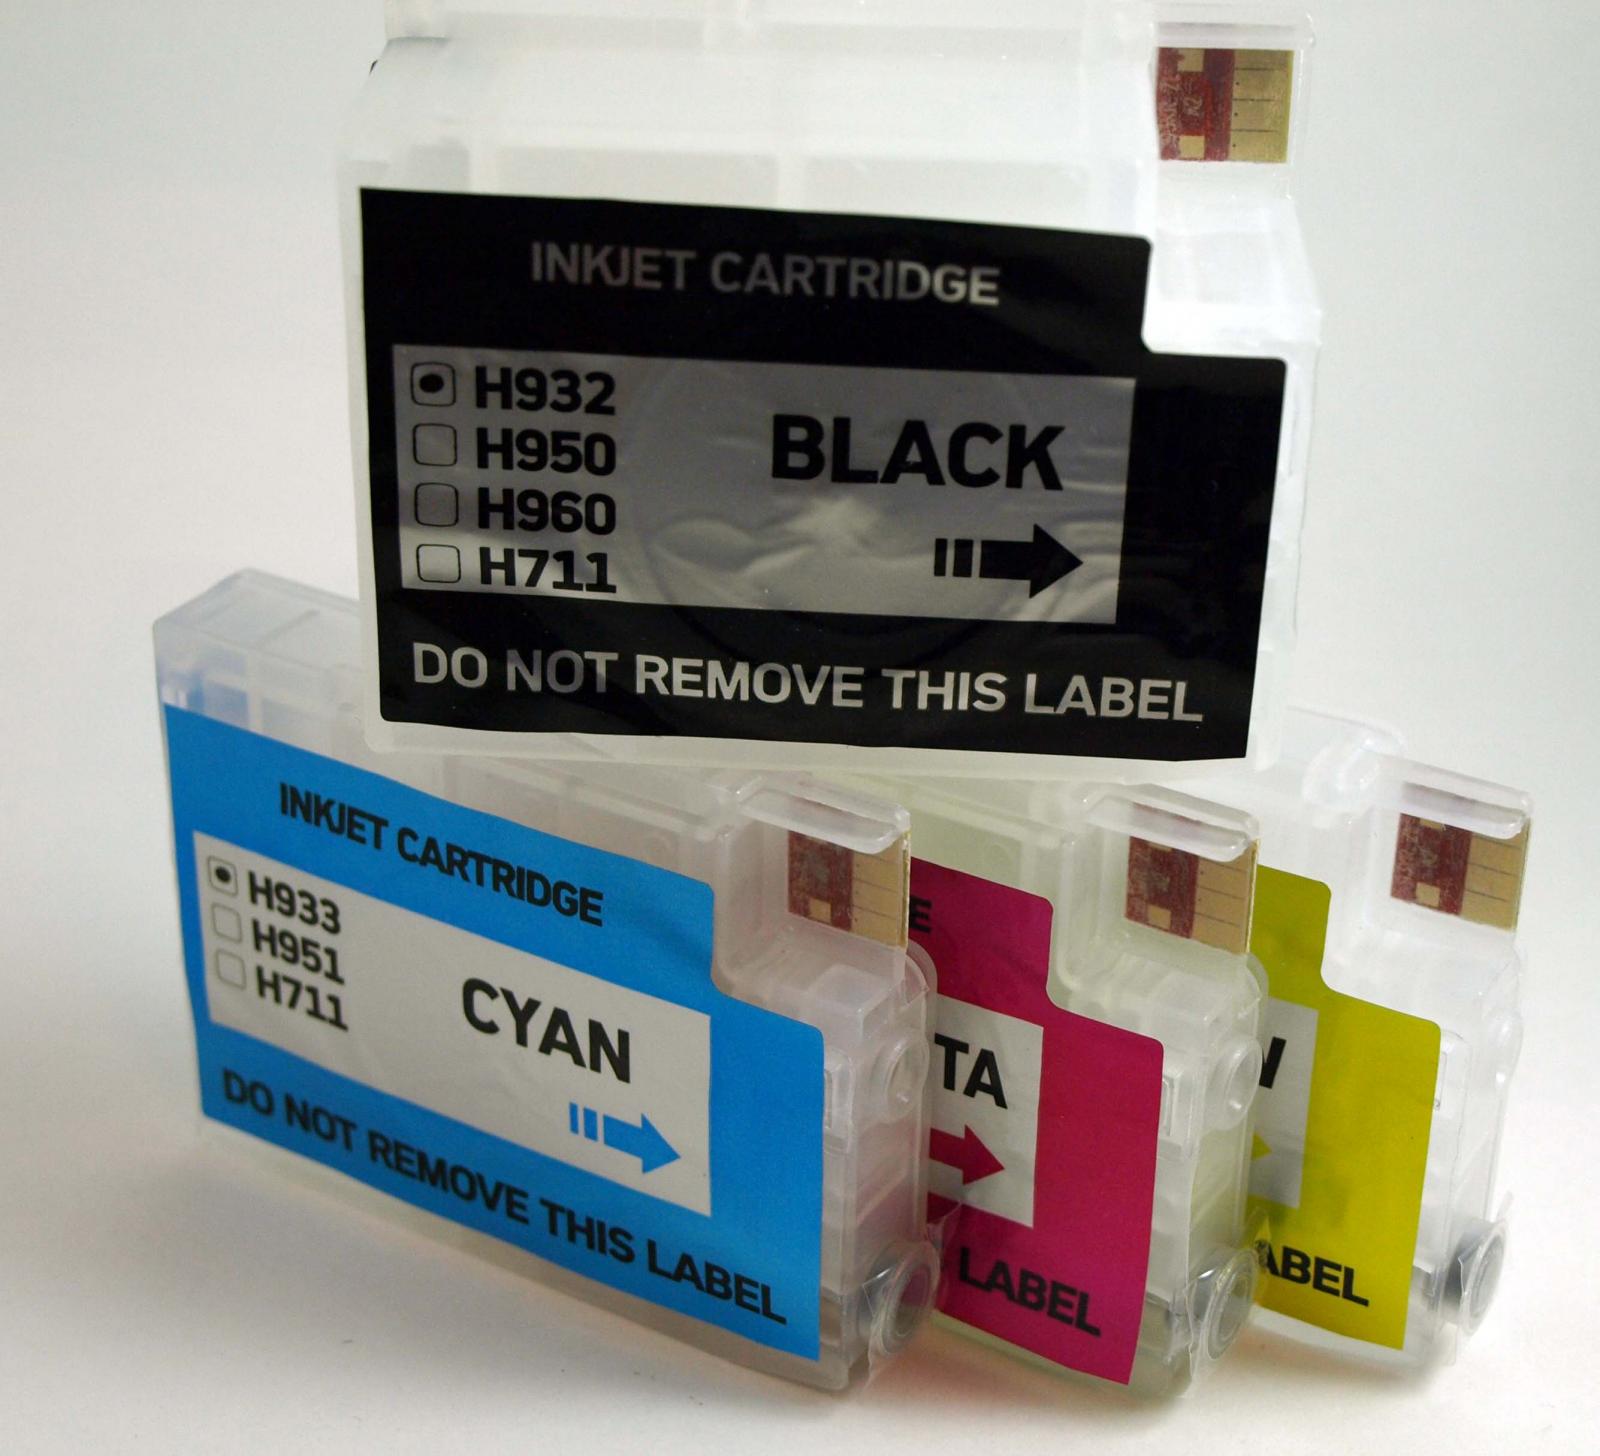 INKJET CARTRIDGE
H932
H950
H960
H711
BLACK
DO NOT REMOVE THIS LABEL
INKJET CARTRIDGE
H933
H951
H711
CYAN
DO NOT REMOVE THIS LABEL
E
TA
LABEL
W
ABEL